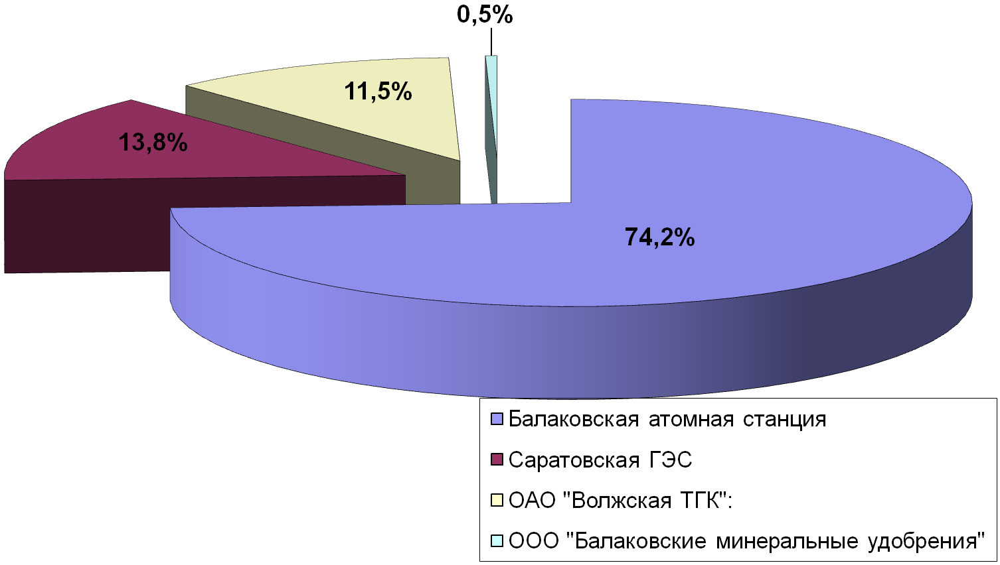 0,5%
11,5%
13,8%
74,2%
Балаковская атомная станция
Саратовская ГЭС
ОАО "Волжская ТГК":
ООО "Балаковские минеральные удобрения"